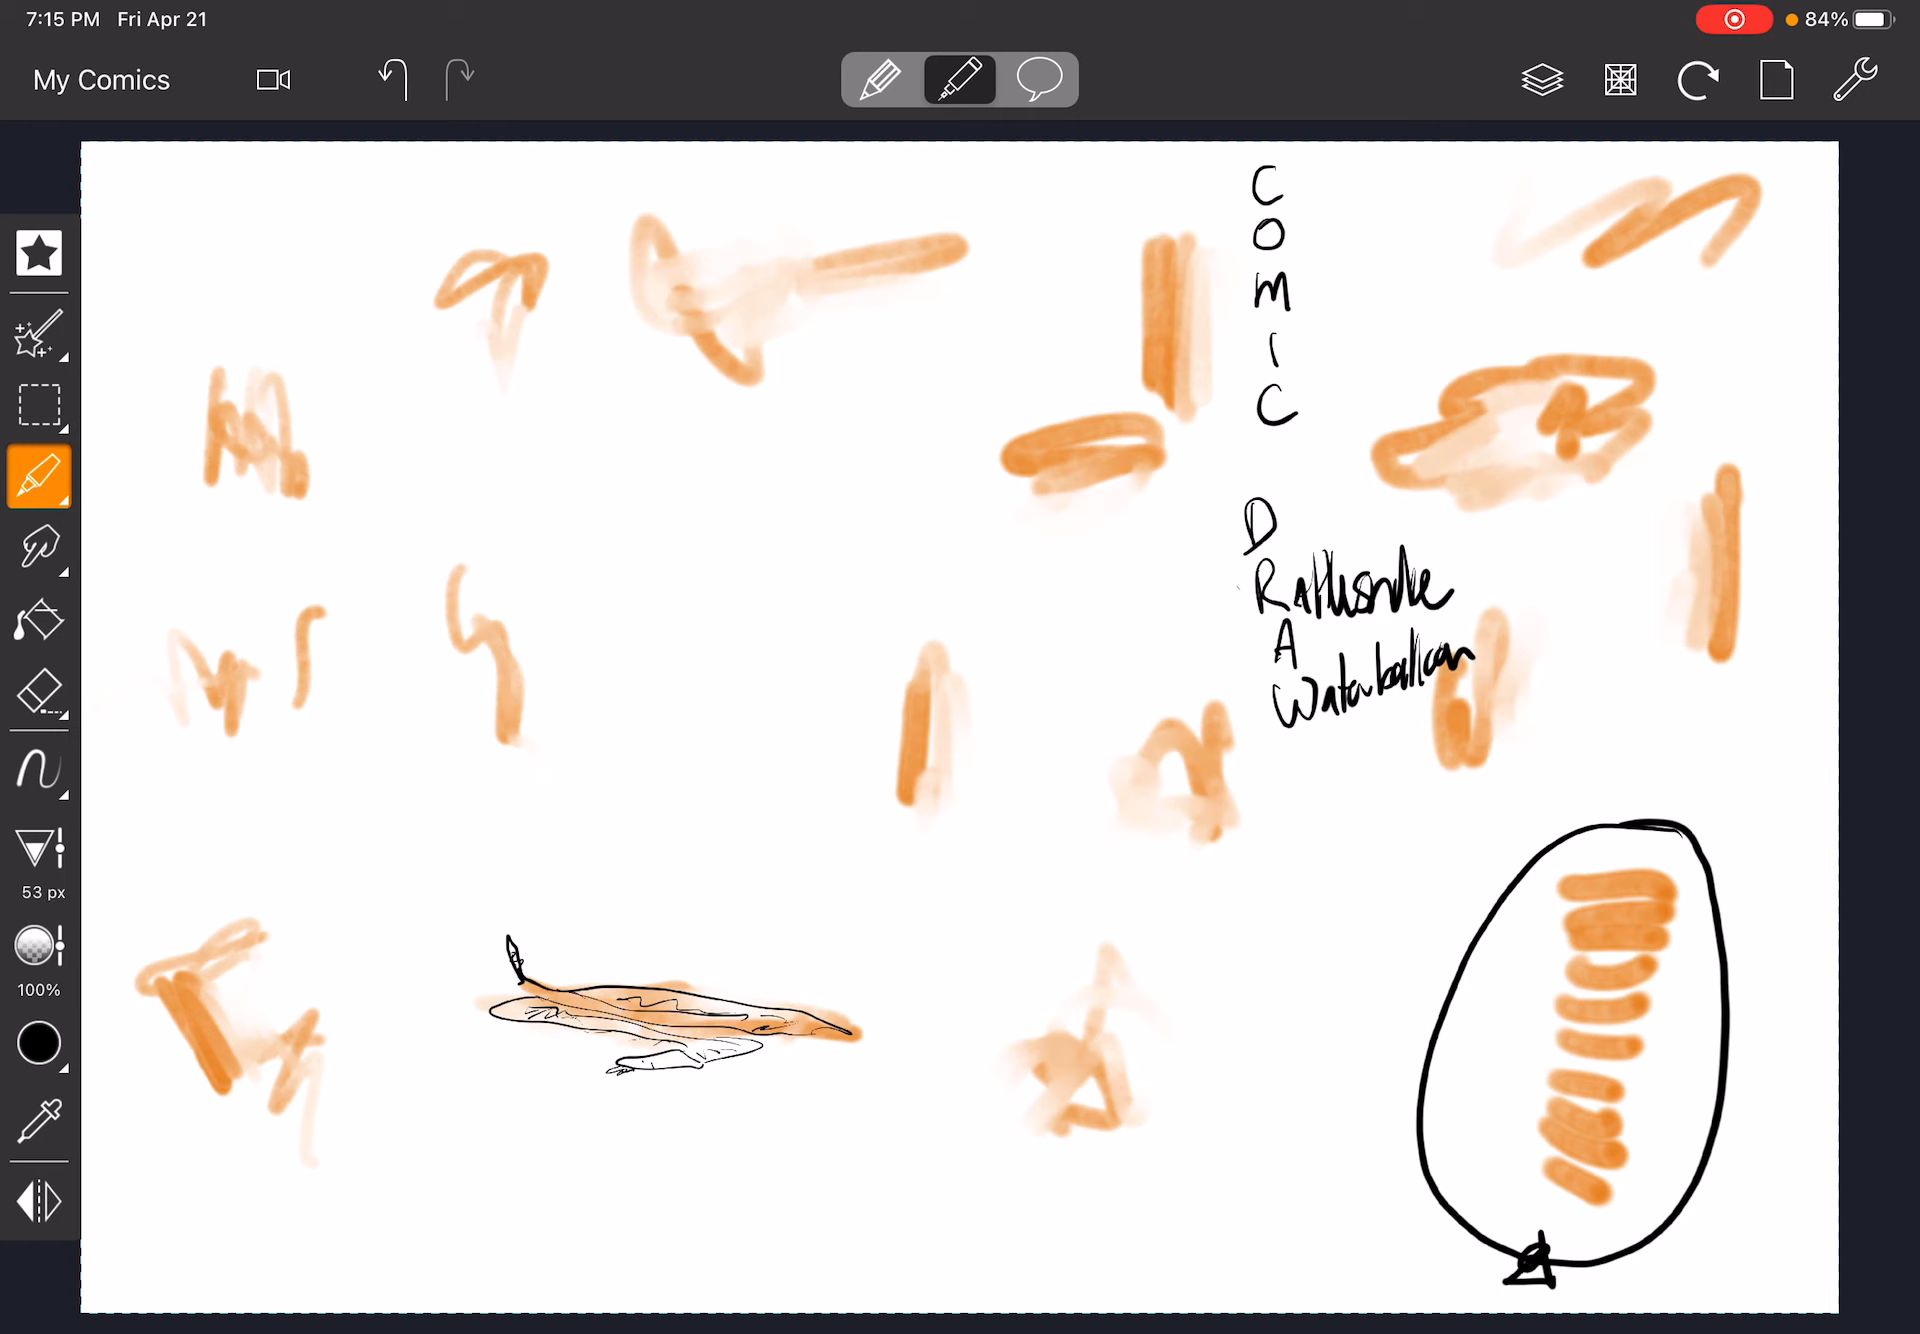 7:15 PM Fri Apr 21
84%
My Comics
C
O
M
I
C
D
Rattlesnake
A
Waterballoon
53 px
100%